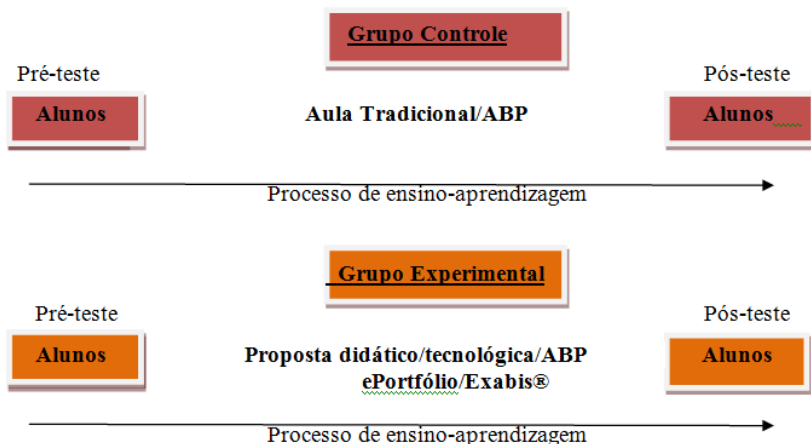 Grupo Controle
Pré-teste
Pós-teste
Alunos
Aula Tradicional/ABP
Alunos
Processo de ensino-aprendizagem
Grupo Experimental
Pré-teste
Pós-teste
Alunos
Proposta didático/tecnológica/ABP
Alunos
ePortfólio/Exabis®
Processo de ensino-aprendizagem